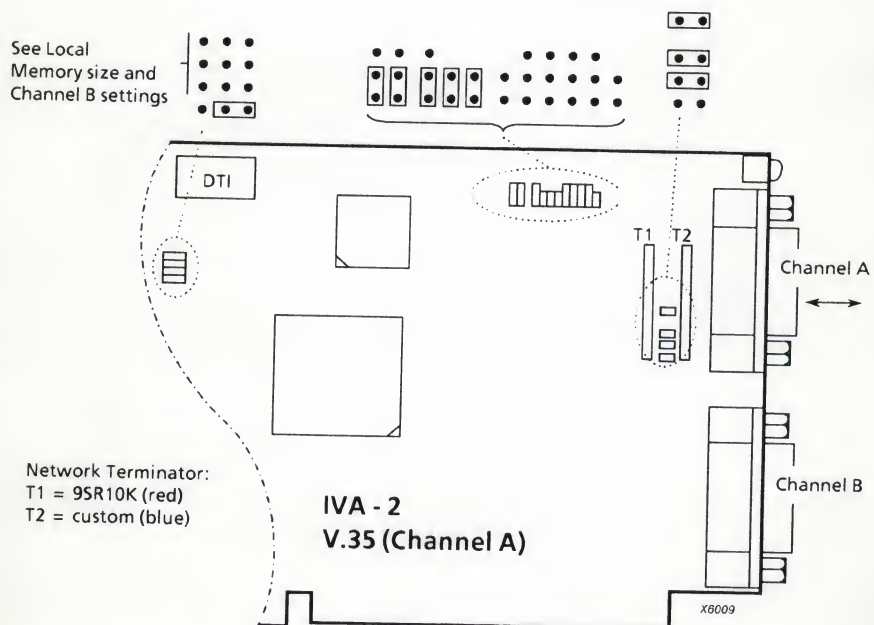 See Local
Memory size and
Channel B settings
DTI
T1 T2
Channel A
Network Terminator:
T1 = 9SR10K (red)
T2 = custom (blue)
IVA - 2
V.35 (Channel A)
Channel B
X6009